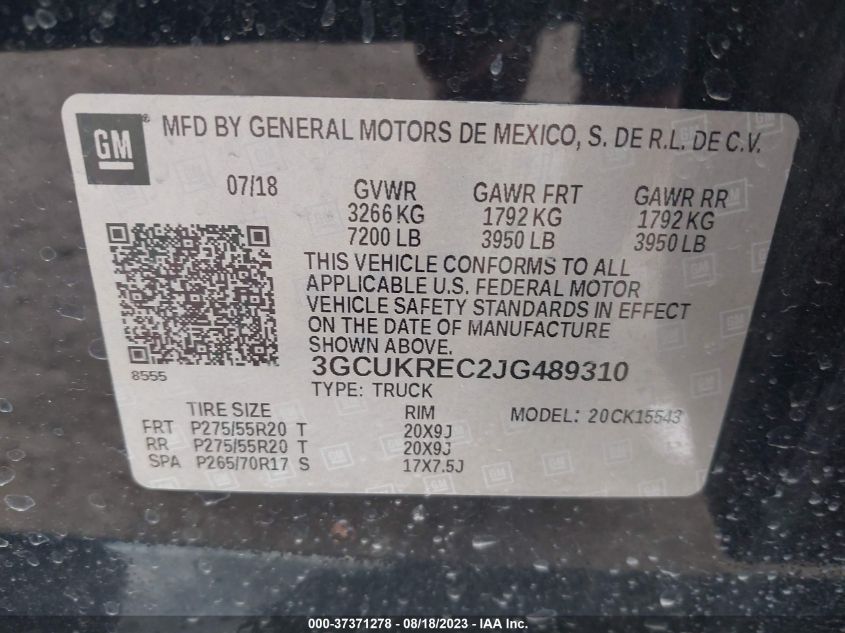 GM
MFD BY GENERAL MOTORS DE MEXICO, S. DE R.L. DE C.V.
07/18 GVWR GAWR FRT GAWR RR
3266 KG 1792 KG 1792 KG
7200 LB 3950 LB 3950 LB
THIS VEHICLE CONFORMS TO ALL
APPLICABLE U.S. FEDERAL MOTOR
VEHICLE SAFETY STANDARDS IN EFFECT
ON THE DATE OF MANUFACTURE
SHOWN ABOVE.
8555 3GCUKREC2JG489310
TYPE: TRUCK
TIRE SIZE RIM MODEL: 20CK15543
FRT P275/55R20 T 20X9J
RR P275/55R20 T 20X9J
SPA P265/70R17 S 17X7.5J
000-37371278 - 08/18/2023 - IAA Inc.